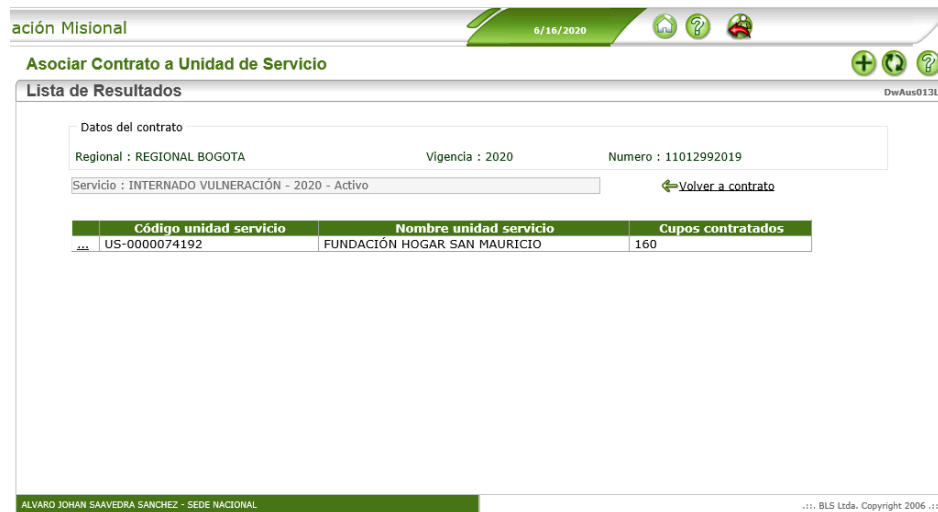 ación Misional
6/16/2020
Asociar Contrato a Unidad de Servicio
Lista de Resultados
DwAus013L
Datos del contrato
Regional : REGIONAL BOGOTA Vigencia : 2020 Numero : 11012992019
Servicio : INTERNADO VULNERACIÓN - 2020 - Activo Volver a contrato
Código unidad servicio Nombre unidad servicio Cupos contratados
... US-0000074192 FUNDACIÓN HOGAR SAN MAURICIO 160
ALVARO JOHAN SAAVEDRA SANCHEZ - SEDE NACIONAL .::. BLS Ltda. Copyright 2006 .::